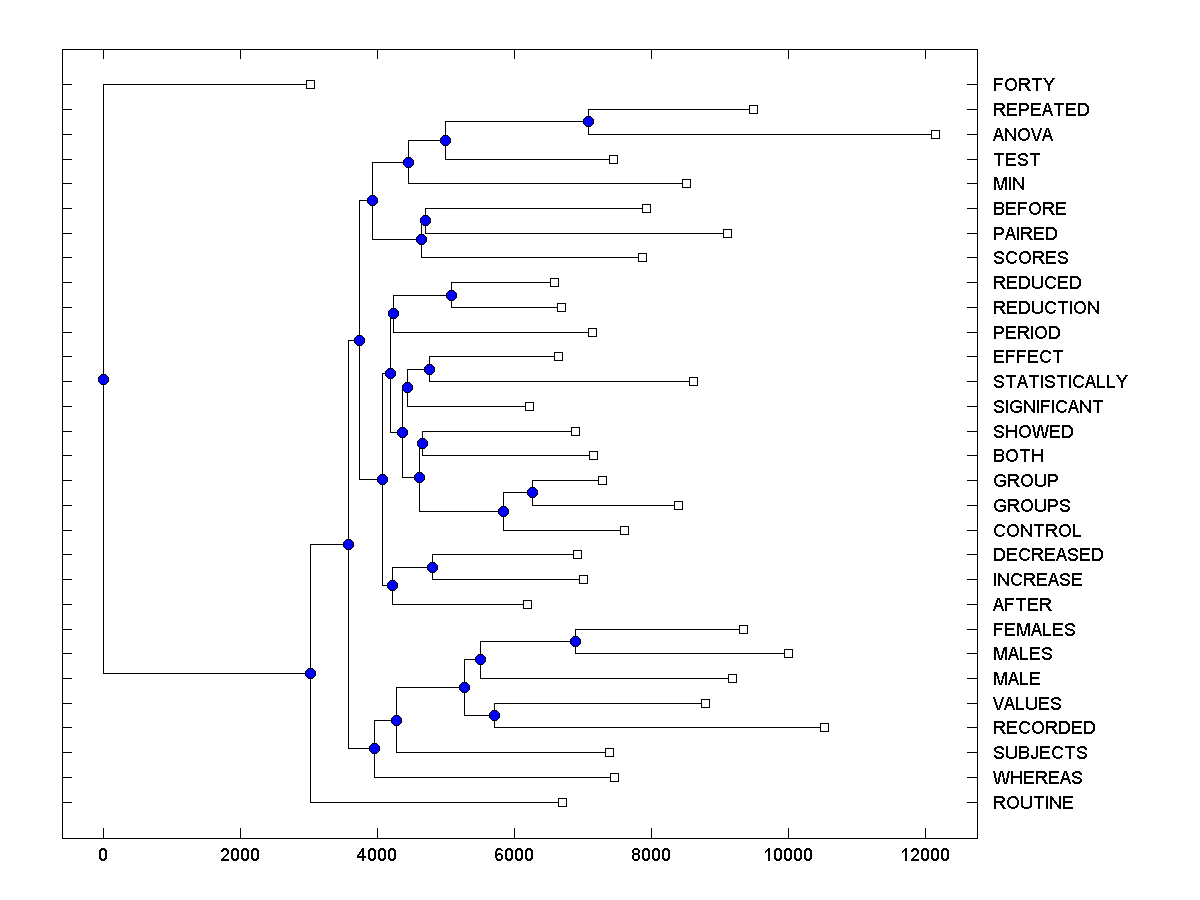 FORTY
REPEATED
ANOVA
TEST
MIN
BEFORE
PAIRED
SCORES
REDUCED
REDUCTION
PERIOD
EFFECT
STATISTICALLY
SIGNIFICANT
SHOWED
BOTH
GROUP
GROUPS
CONTROL
DECREASED
INCREASE
AFTER
FEMALES
MALES
MALE
VALUES
RECORDED
SUBJECTS
WHEREAS
ROUTINE
0 2000 4000 6000 8000 10000 12000